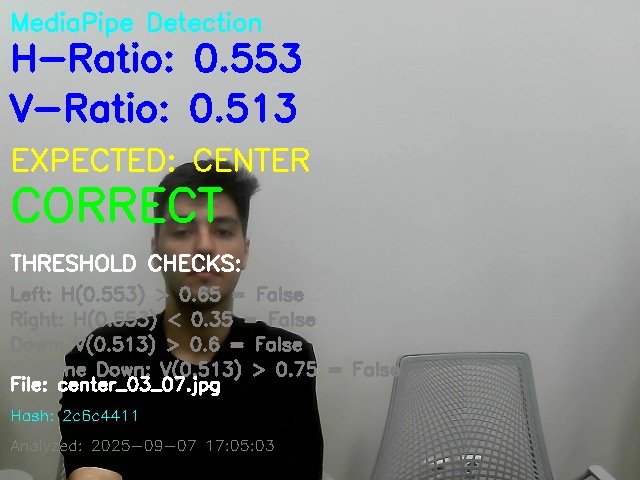 MediaPipe Detection
H-Ratio: 0.553
V-Ratio: 0.513
EXPECTED: CENTER
CORRECT
THRESHOLD CHECKS:
Left: H(0.553) > 0.65 = False
Right: H(0.553) < 0.35 = False
Down: V(0.513) > 0.6 = False
ne Down: V(0.513) > 0.75 = False
File: center_03_07.jpg
Hash: 2c6c4411
Analyzed: 2025-09-07 17:05:03